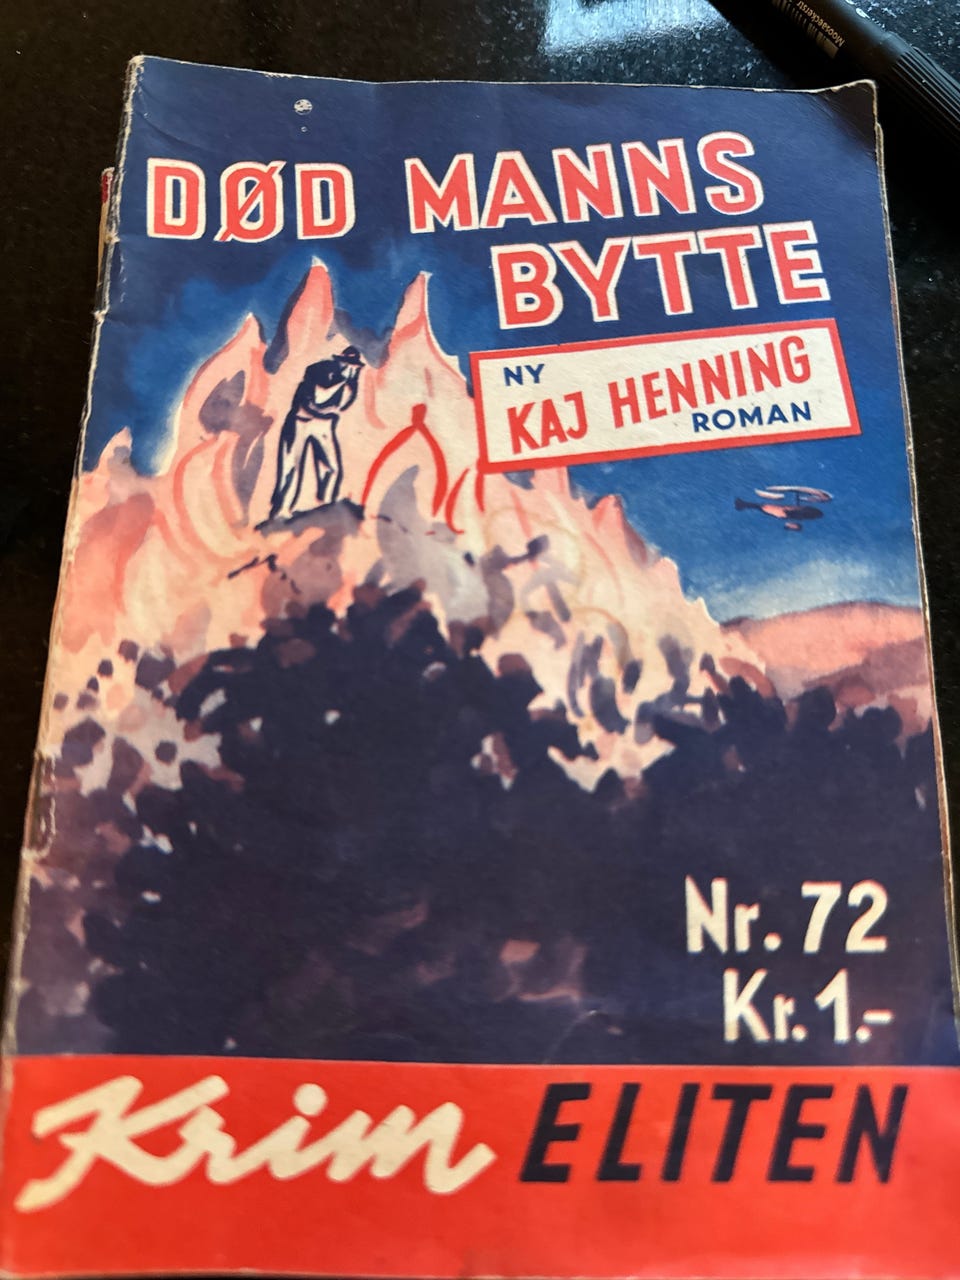 DØD MANNS
BYTTE
NY
KAJ HENNING
ROMAN
Nr. 72
Kr. 1.-
Krim ELITEN